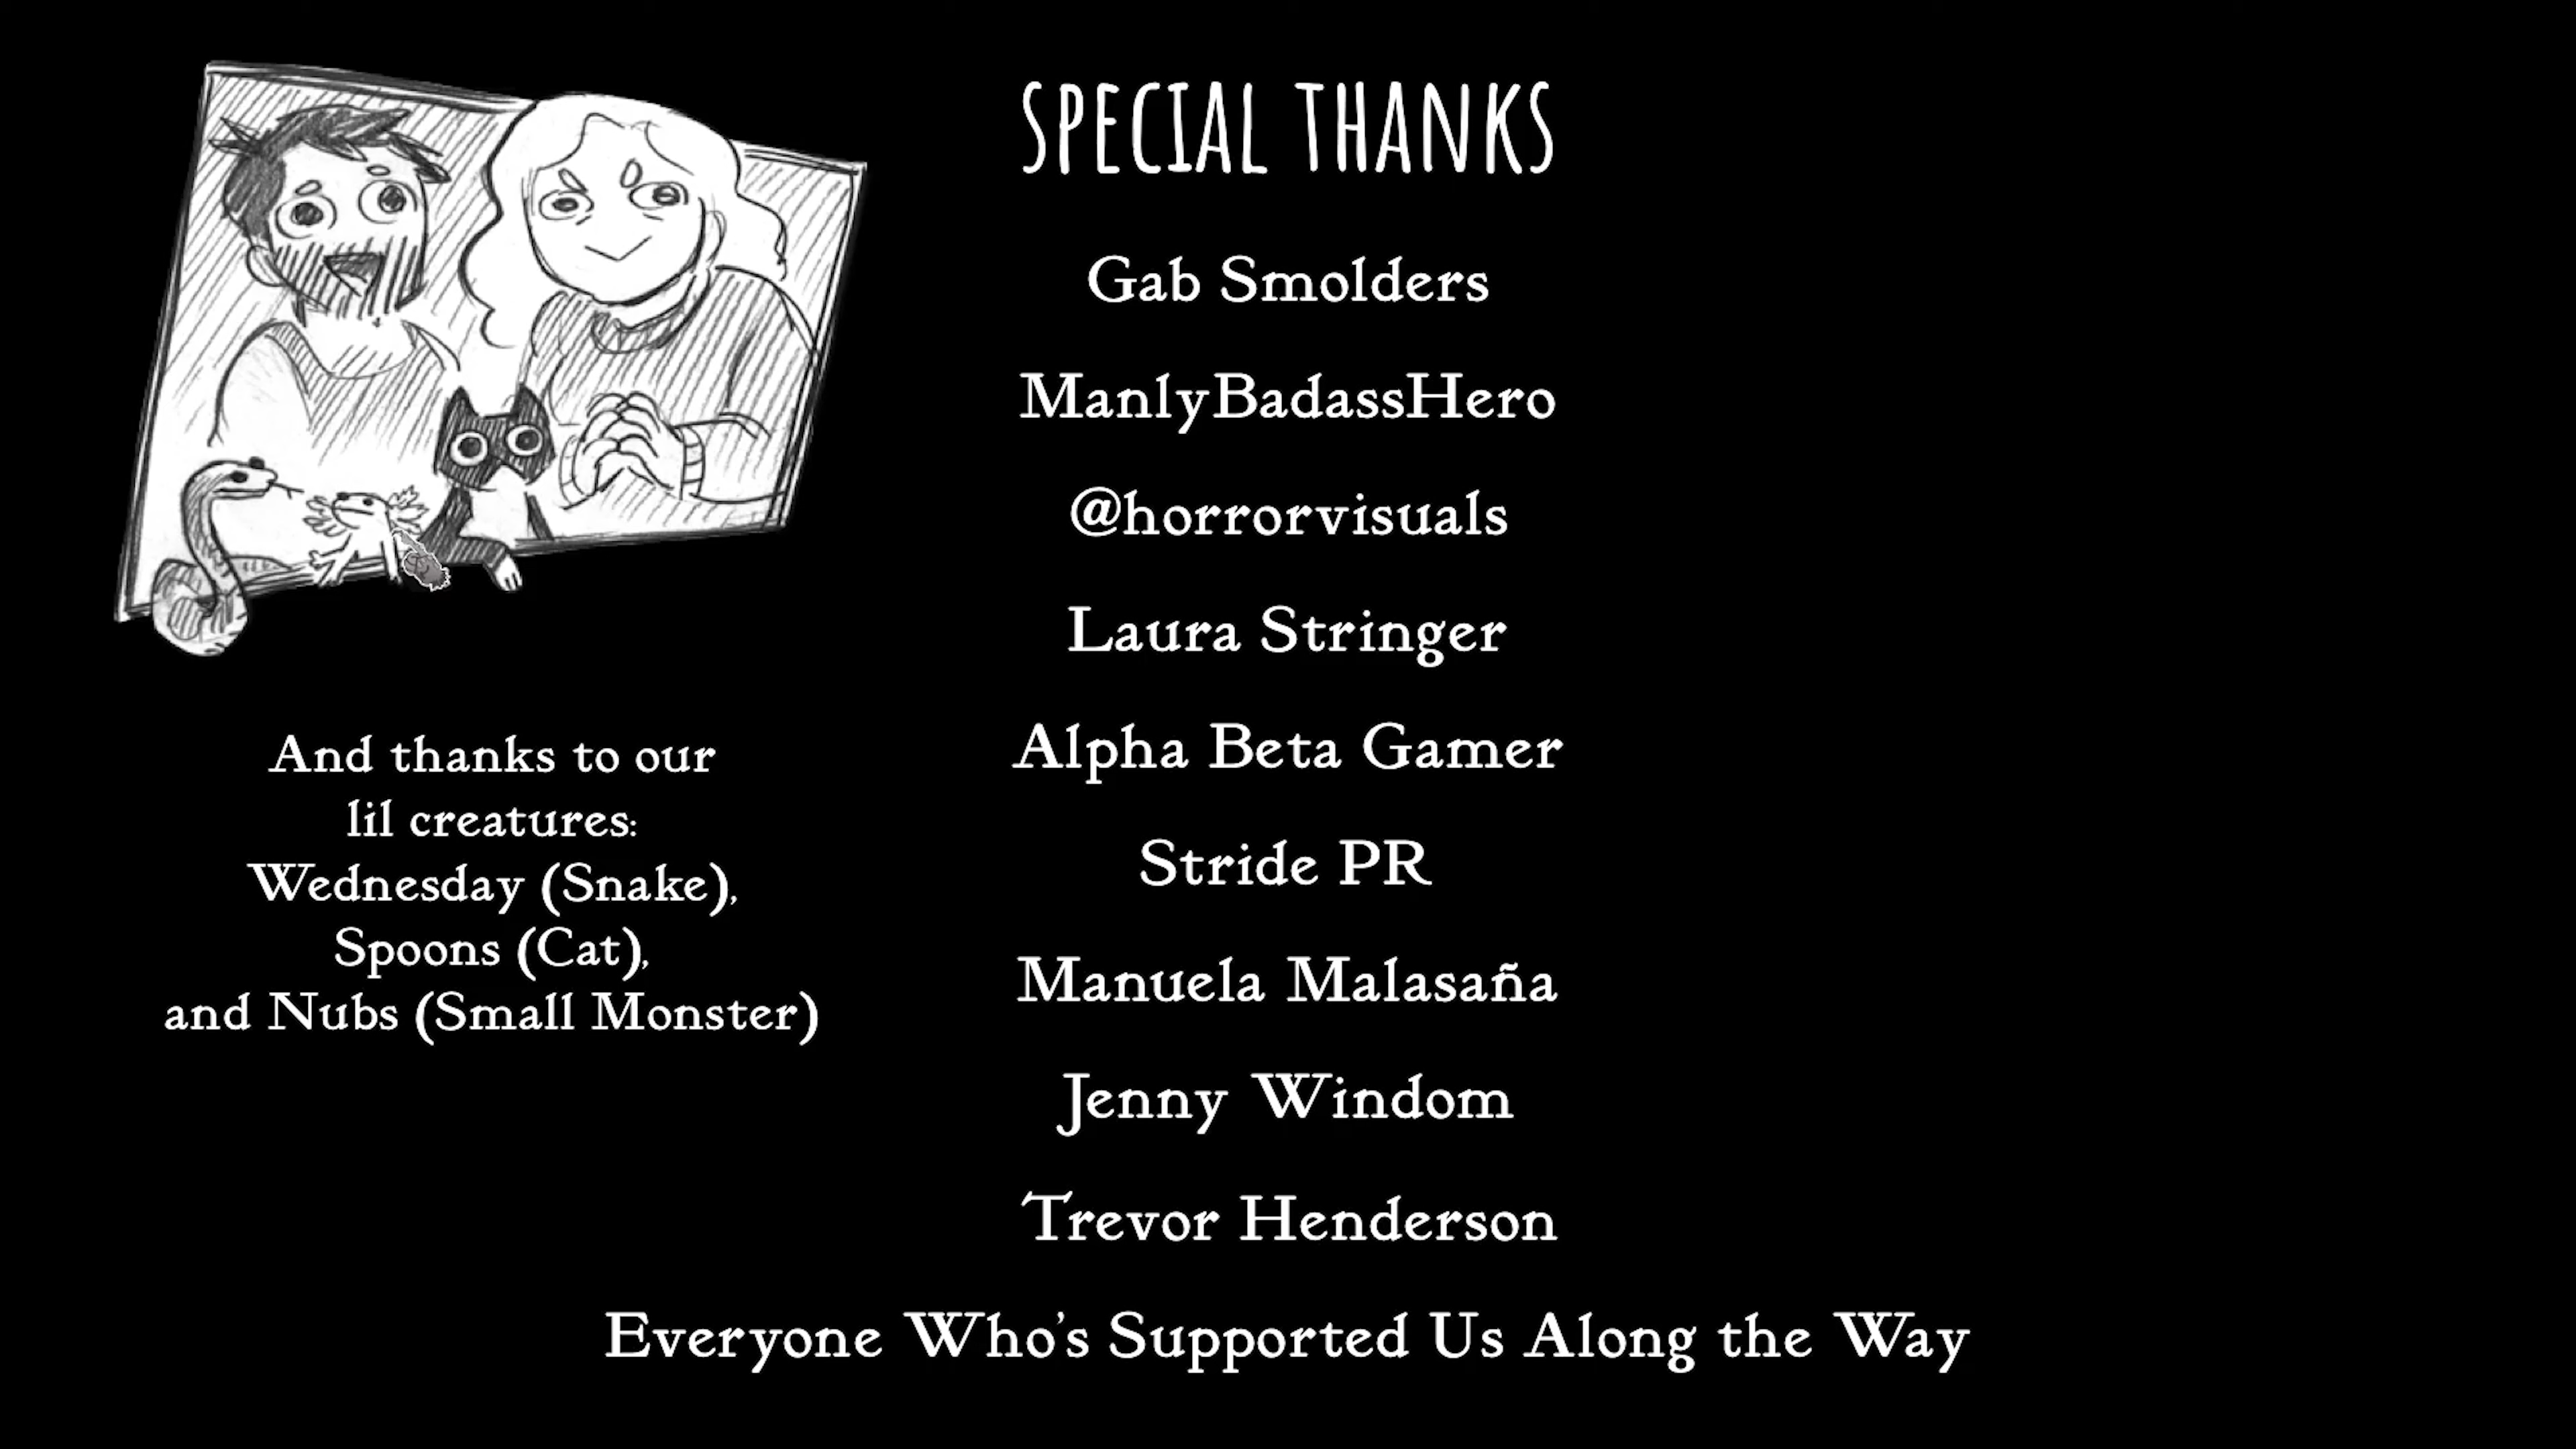 SPECIAL THANKS
Gab Smolders
ManlyBadassHero
@horrorvisuals
Laura Stringer
Alpha Beta Gamer
Stride PR
Manuela Malasaña
Jenny Windom
Trevor Henderson
Everyone Who's Supported Us Along the Way
And thanks to our
lil creatures:
Wednesday (Snake),
Spoons (Cat),
and Nubs (Small Monster)